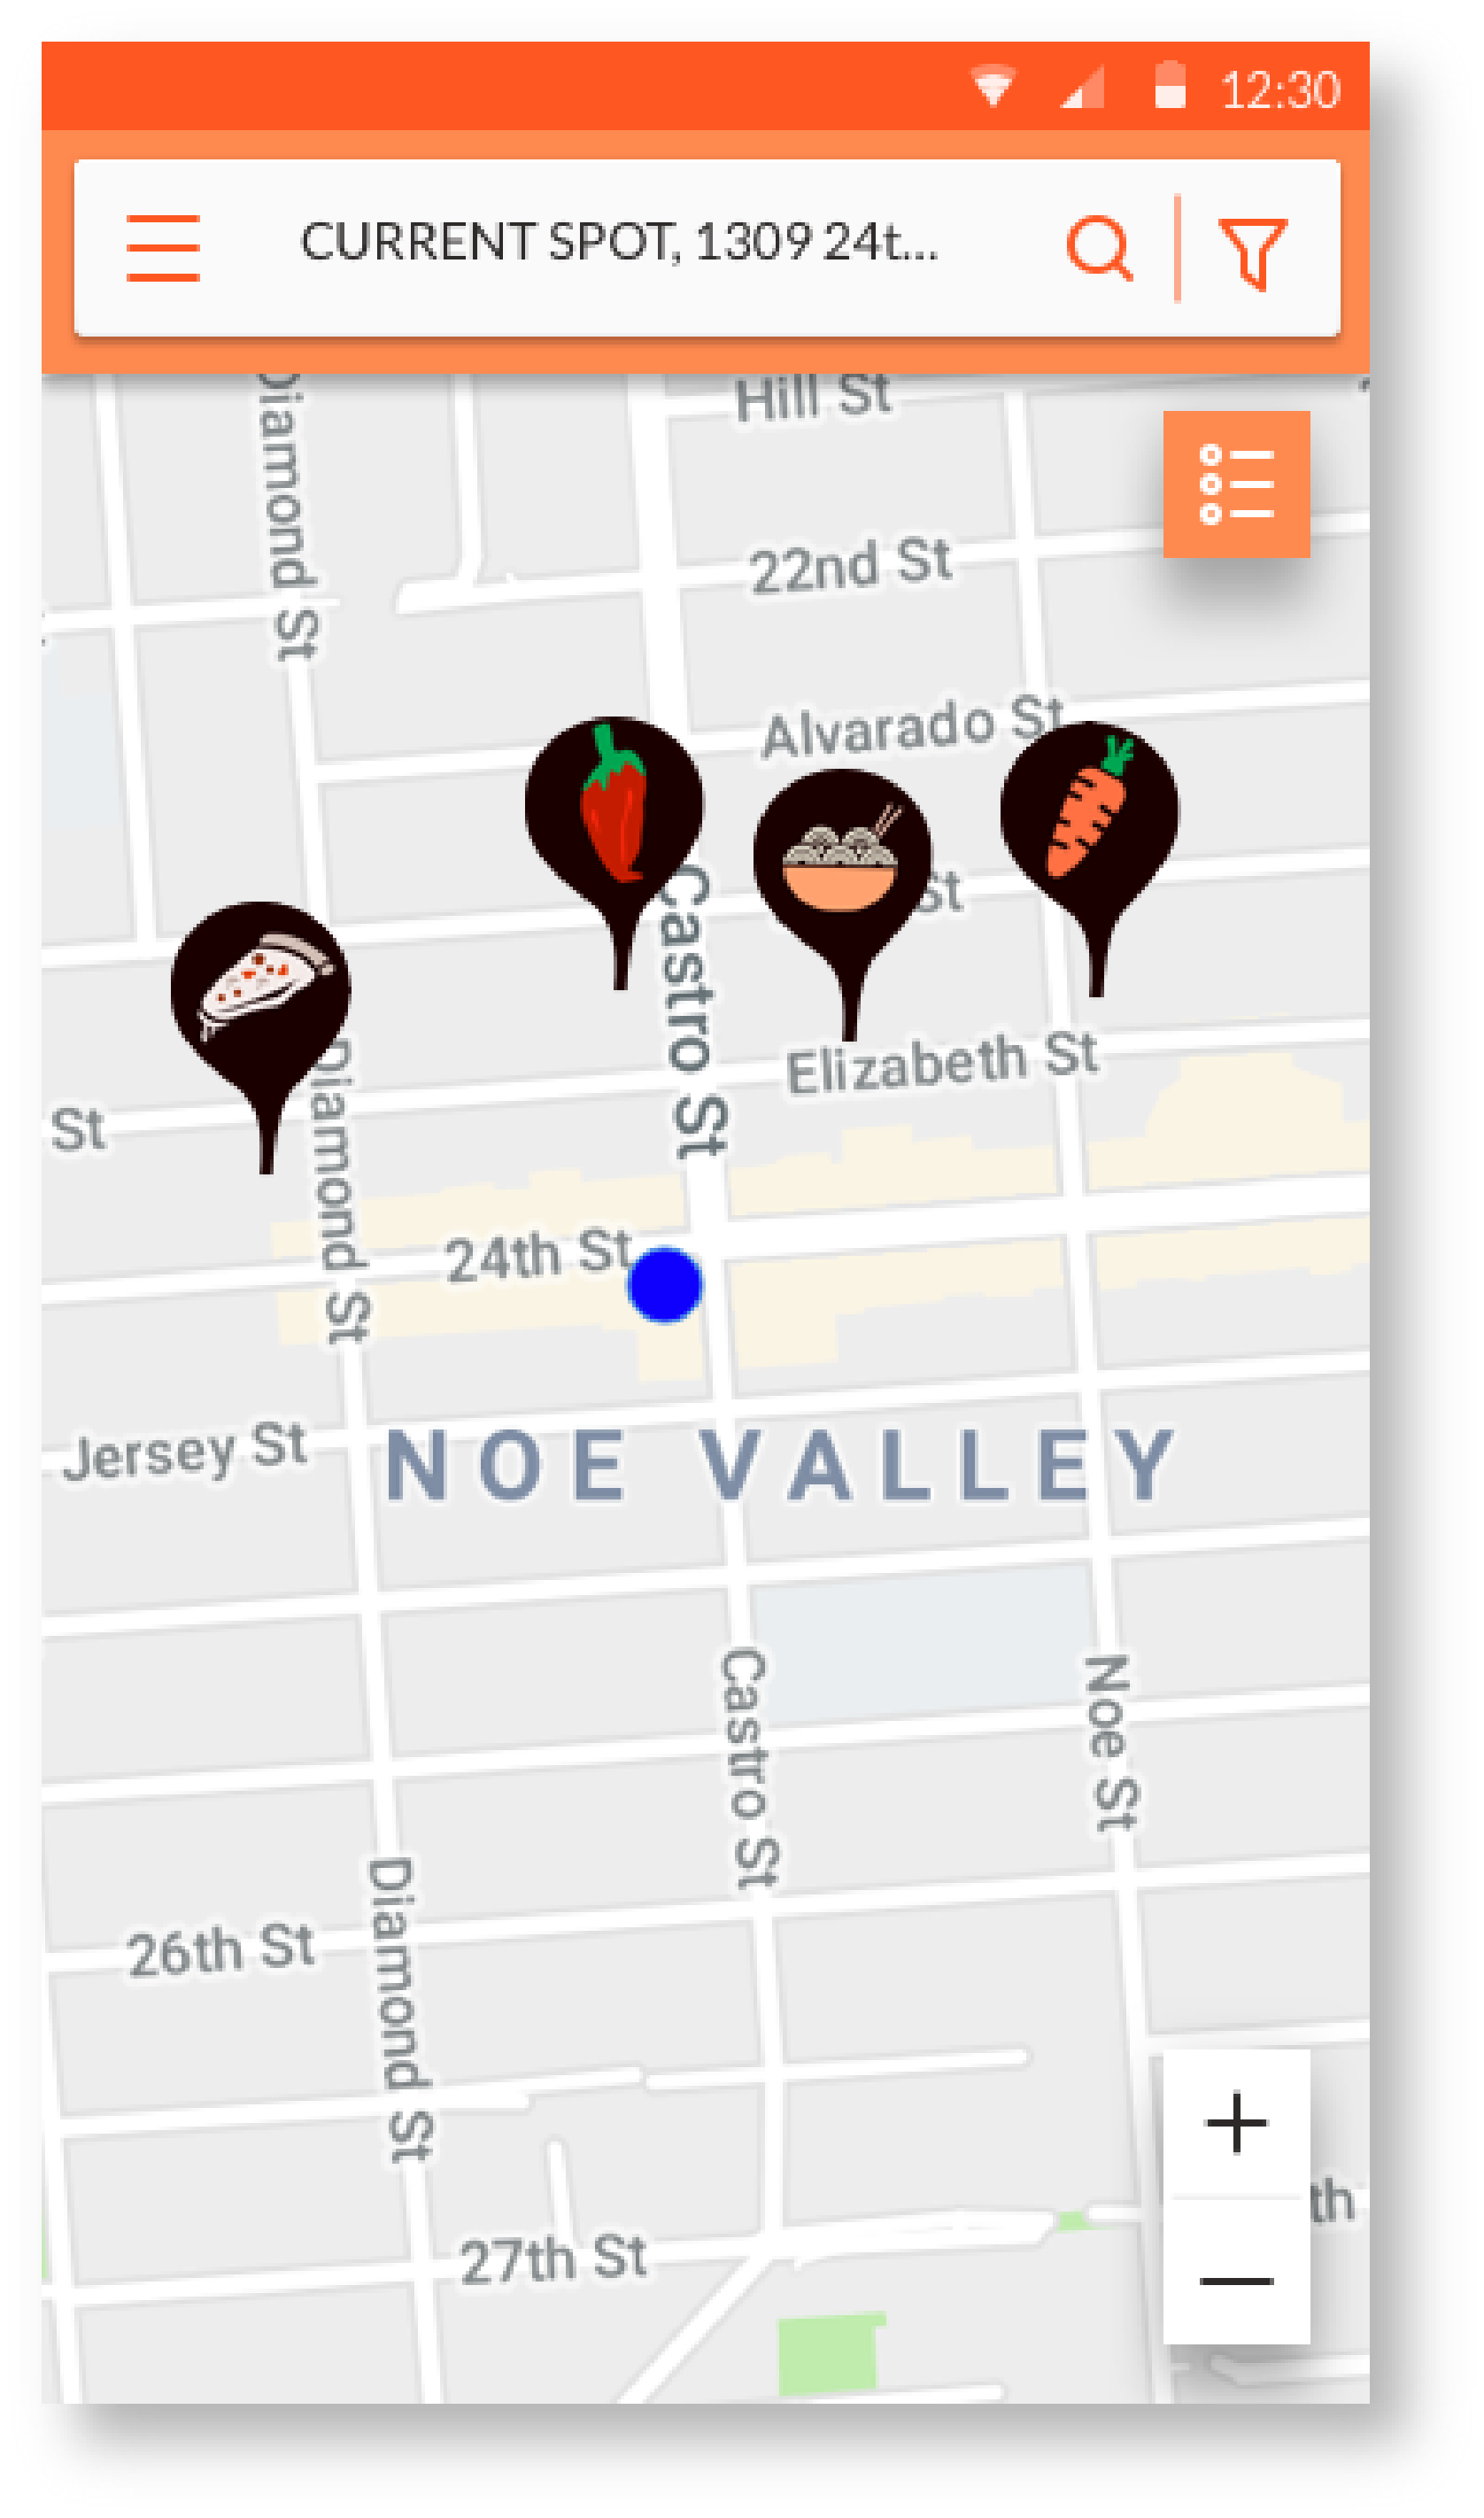 12:30
CURRENT SPOT, 1309 24t...
Hill St
Diamond St
22nd St
Alvarado St
St
Castro St
Elizabeth St
St
Diamond St
24th St
Jersey St
NOE VALLEY
Castro St
Noe St
Diamond St
26th St
th
27th St